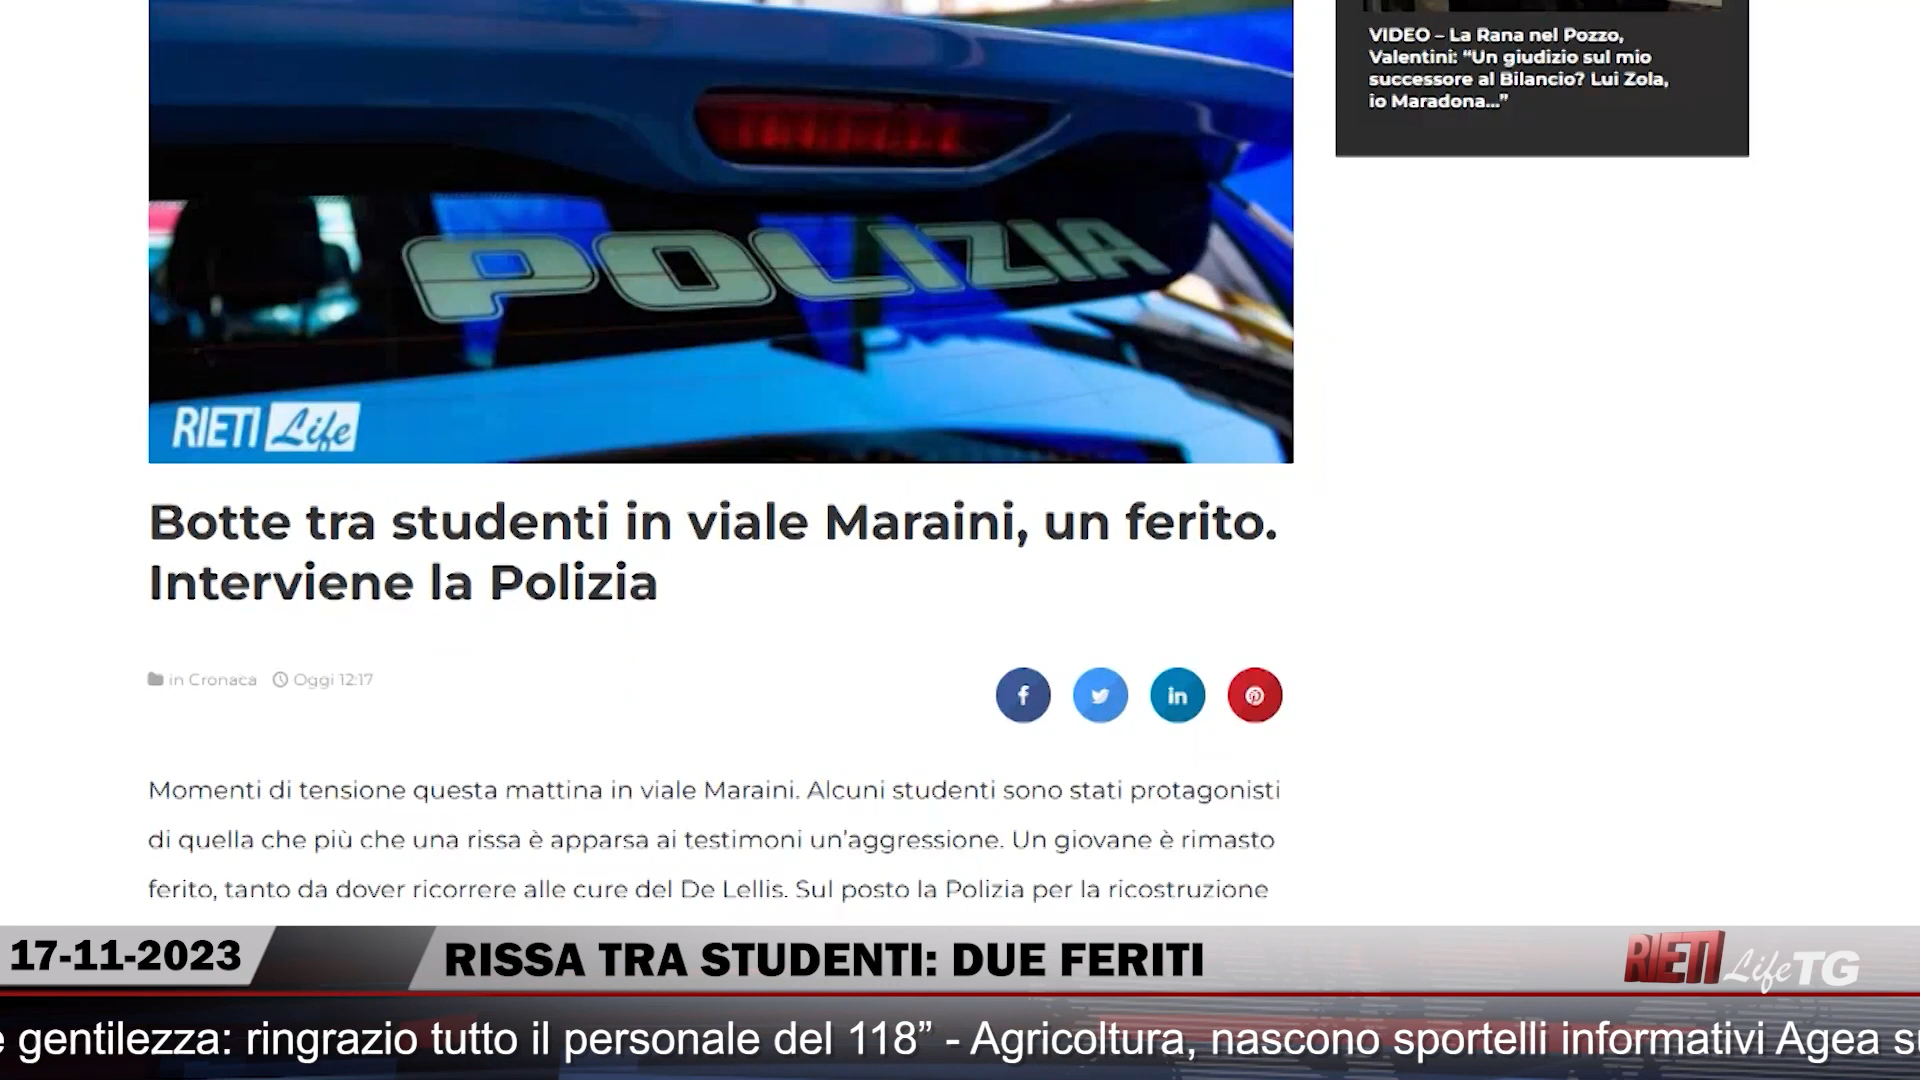 POLIZIA
RIETI Life
VIDEO – La Rana nel Pozzo,
Valentini: “Un giudizio sul mio
successore al Bilancio? Lui Zola,
io Maradona…”
Botte tra studenti in viale Maraini, un ferito.
Interviene la Polizia
in Cronaca Oggi 12:17
Momenti di tensione questa mattina in viale Maraini. Alcuni studenti sono stati protagonisti
di quella che più che una rissa è apparsa ai testimoni un’aggressione. Un giovane è rimasto
ferito, tanto da dover ricorrere alle cure del De Lellis. Sul posto la Polizia per la ricostruzione
17-11-2023
RISSA TRA STUDENTI: DUE FERITI
RIETI Life TG
e gentilezza: ringrazio tutto il personale del 118” - Agricoltura, nascono sportelli informativi Agea su